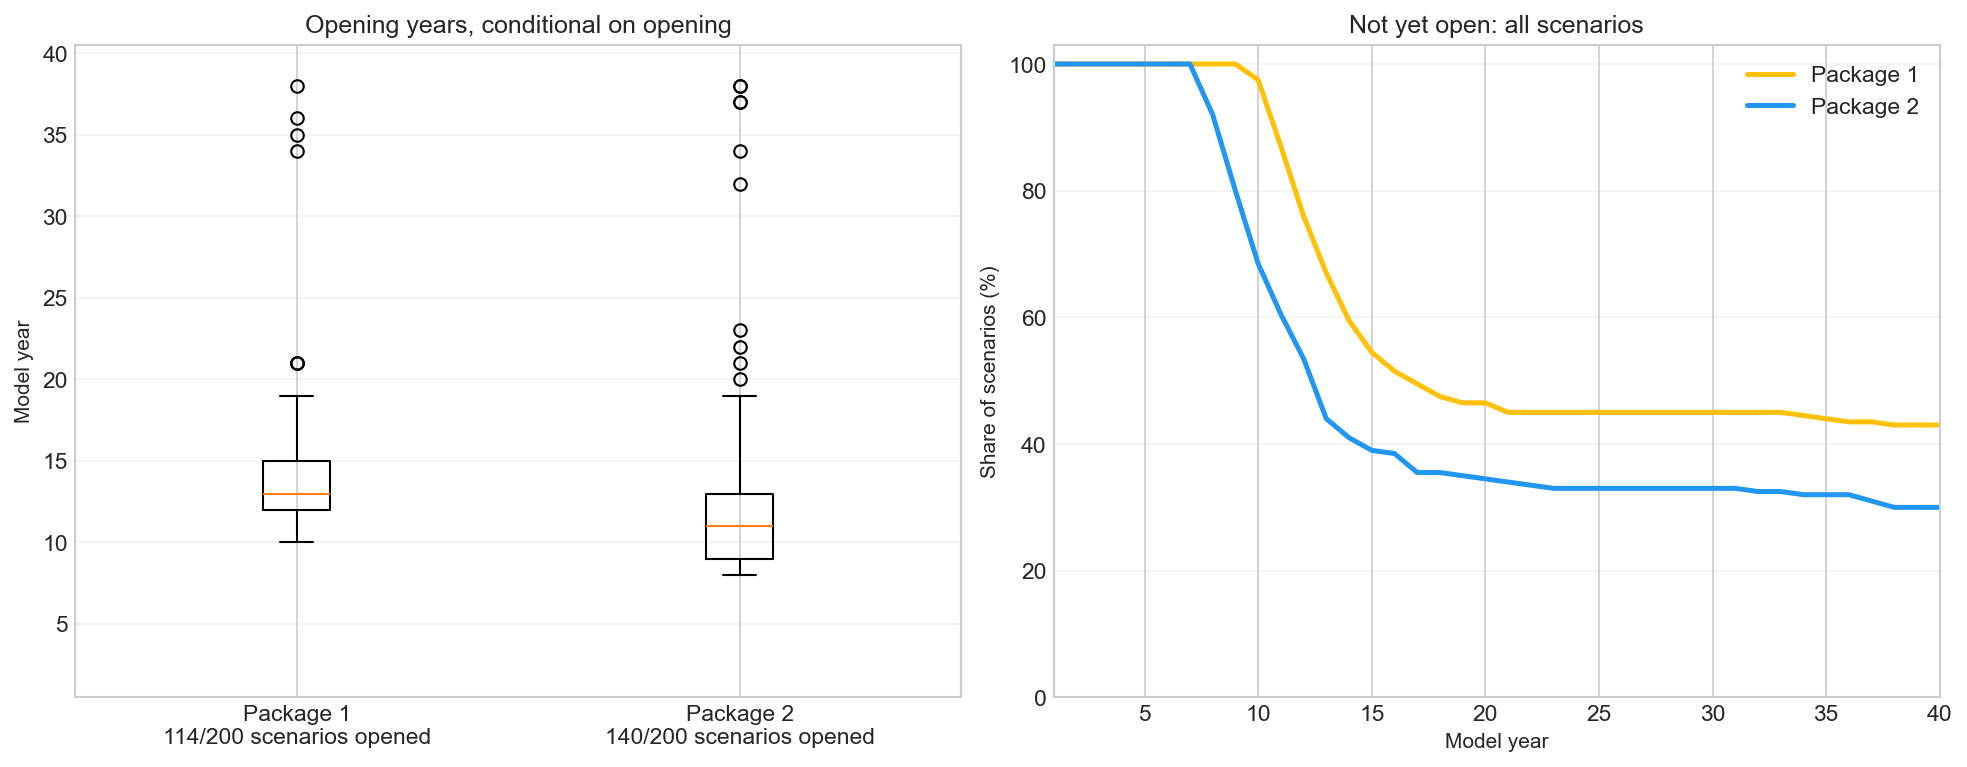 Opening years, conditional on opening
Model year
40
35
30
25
20
15
10
5
Package 1
114/200 scenarios opened
Package 2
140/200 scenarios opened
Not yet open: all scenarios
Share of scenarios (%)
100
80
60
40
20
0
Package 1
Package 2
5
10
15
20
25
30
35
40
Model year